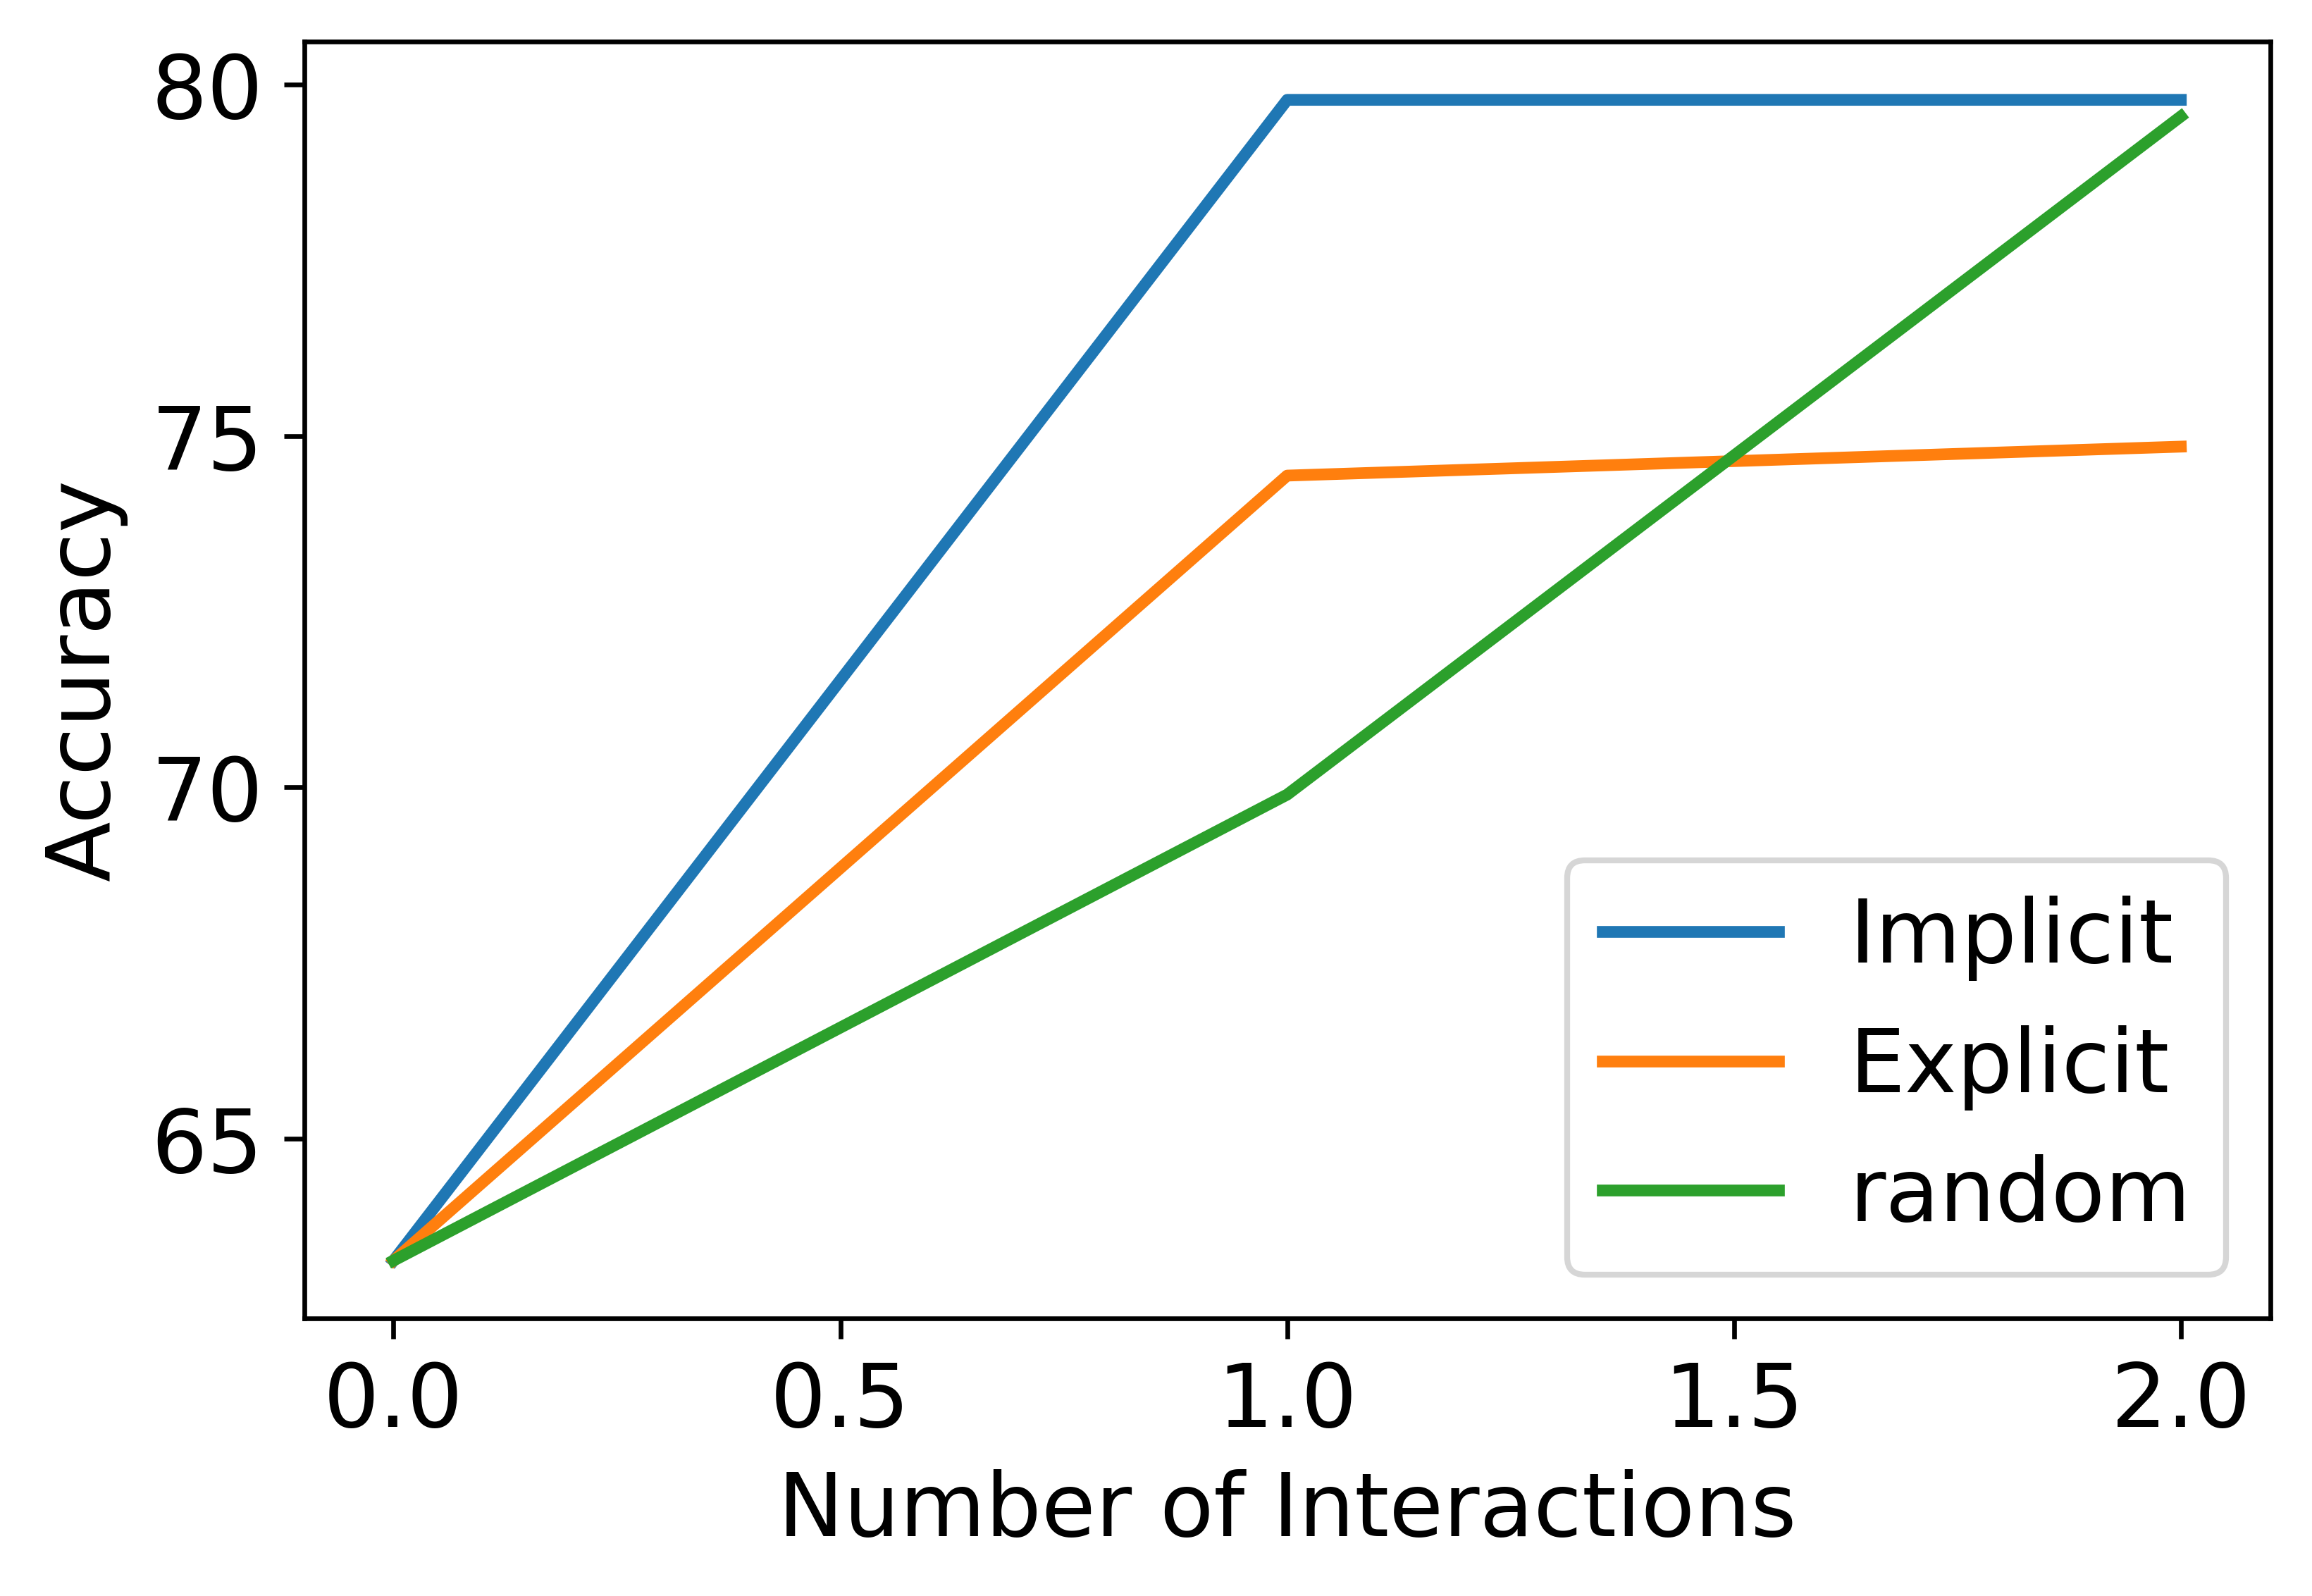 80
75
70
65
Accuracy
Implicit
Explicit
random
0.0 0.5 1.0 1.5 2.0
Number of Interactions